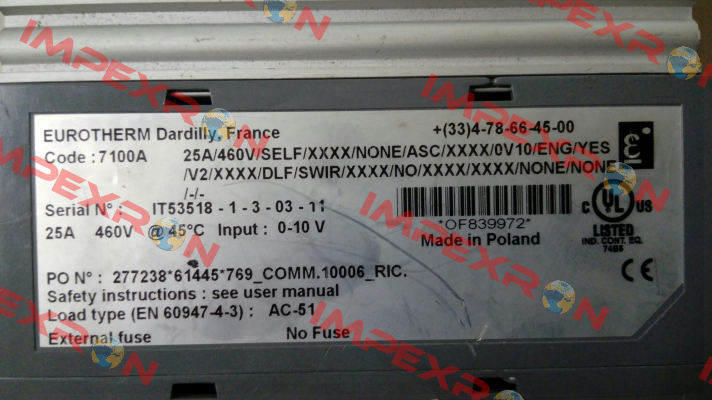 EUROTHERM Dardilly, France +(33)4-78-66-45-00
Code : 7100A 25A/460V/SELF/XXXX/NONE/ASC/XXXX/0V10/ENG/YES
/V2/XXXX/DLF/SWIR/XXXX/NO/XXXX/XXXX/NONE/NONE
/-/-
Serial N° : IT53518 - 1 - 3 - 03 - 11
*OF839972*
25A 460V @ 45°C Input : 0-10 V
Made in Poland
C UL US
LISTED
IND. CONT. EQ.
PO N° : 277238*61445*769_COMM.10006_RIC.
Safety instructions : see user manual
Load type (EN 60947-4-3) : AC-51
External fuse No Fuse
CE
IMPEXRON
IMPEXRON
IMPEXRON
IMPEXRON
IMPEXRON